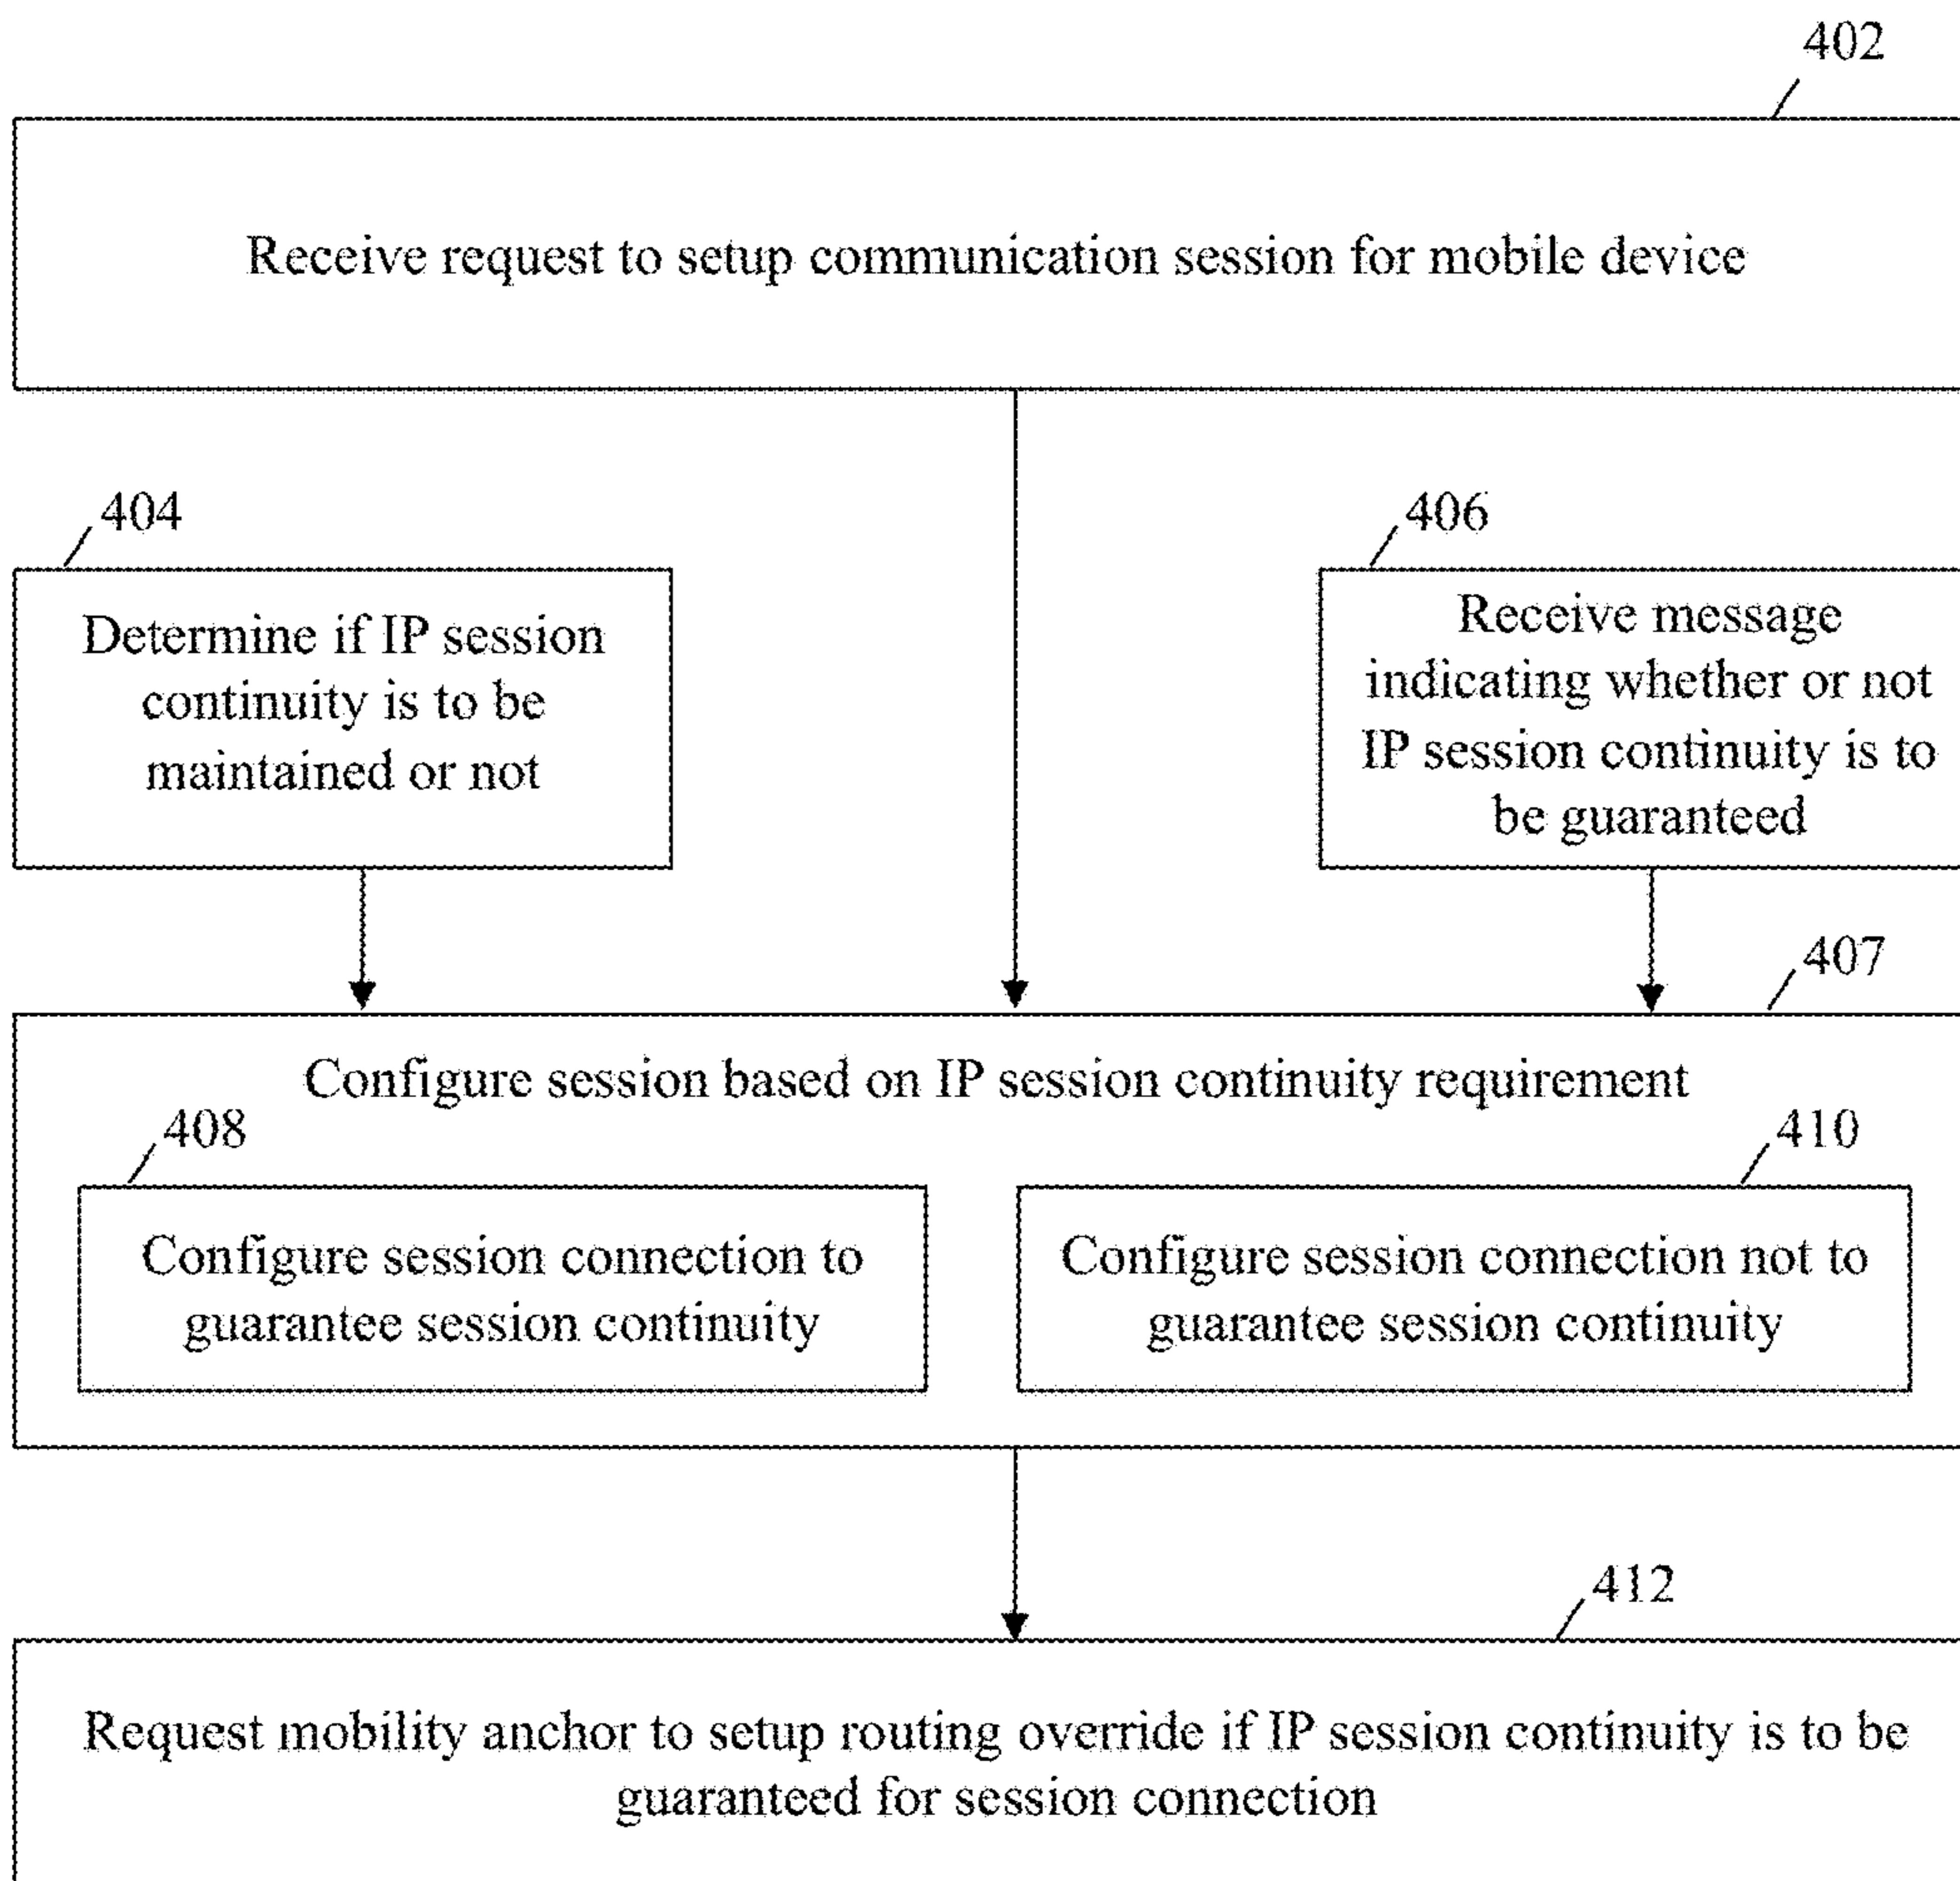 402
Receive request to setup communication session for mobile device
404
Determine if IP session
continuity is to be
maintained or not
406
Receive message
indicating whether or not
IP session continuity is to
be guaranteed
407
Configure session based on IP session continuity requirement
408
Configure session connection to
guarantee session continuity
410
Configure session connection not to
guarantee session continuity
412
Request mobility anchor to setup routing override if IP session continuity is to be
guaranteed for session connection